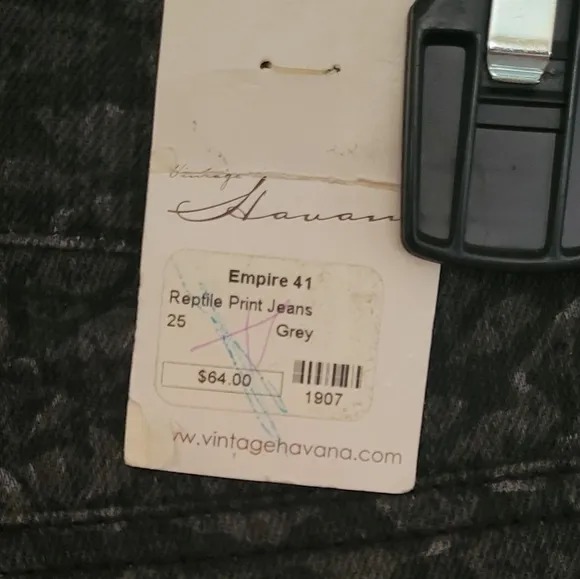 Vintage
Havan
Empire 41
Reptile Print Jeans
25 Grey
$64.00
1907
w.vintagehavana.com